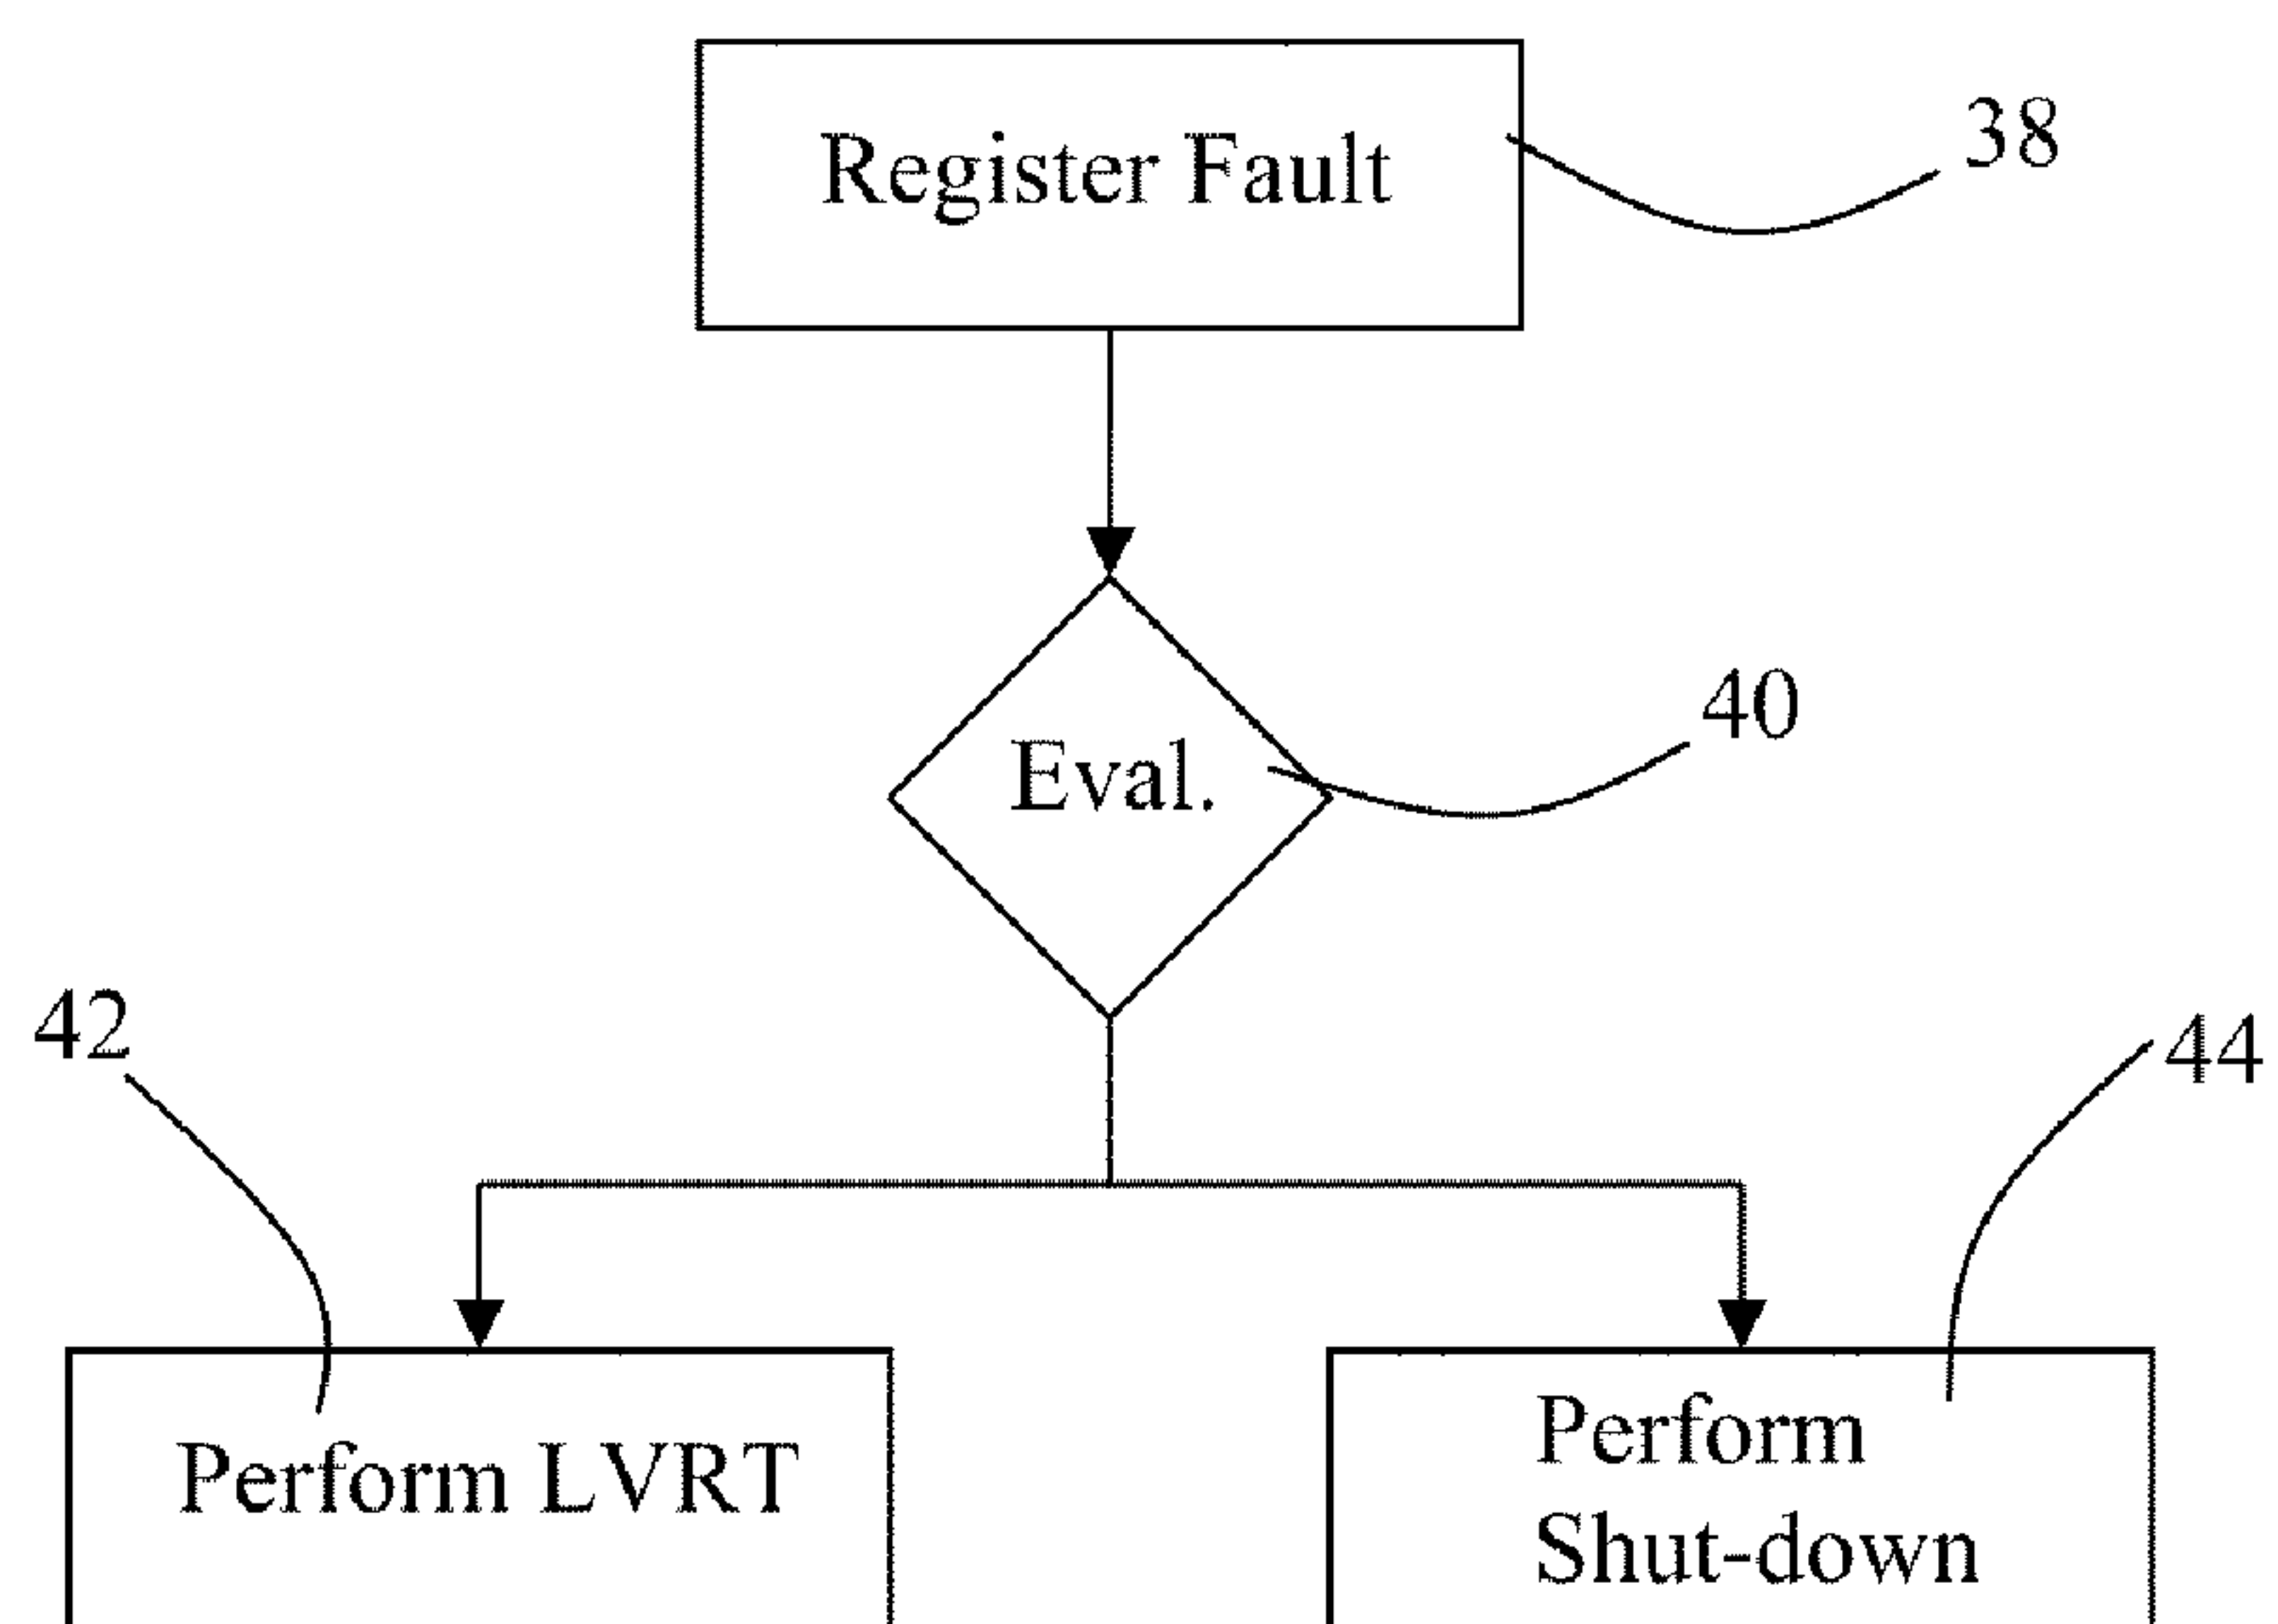 Register Fault
38
Eval.
40
42
44
Perform LVRT
Perform
Shut-down